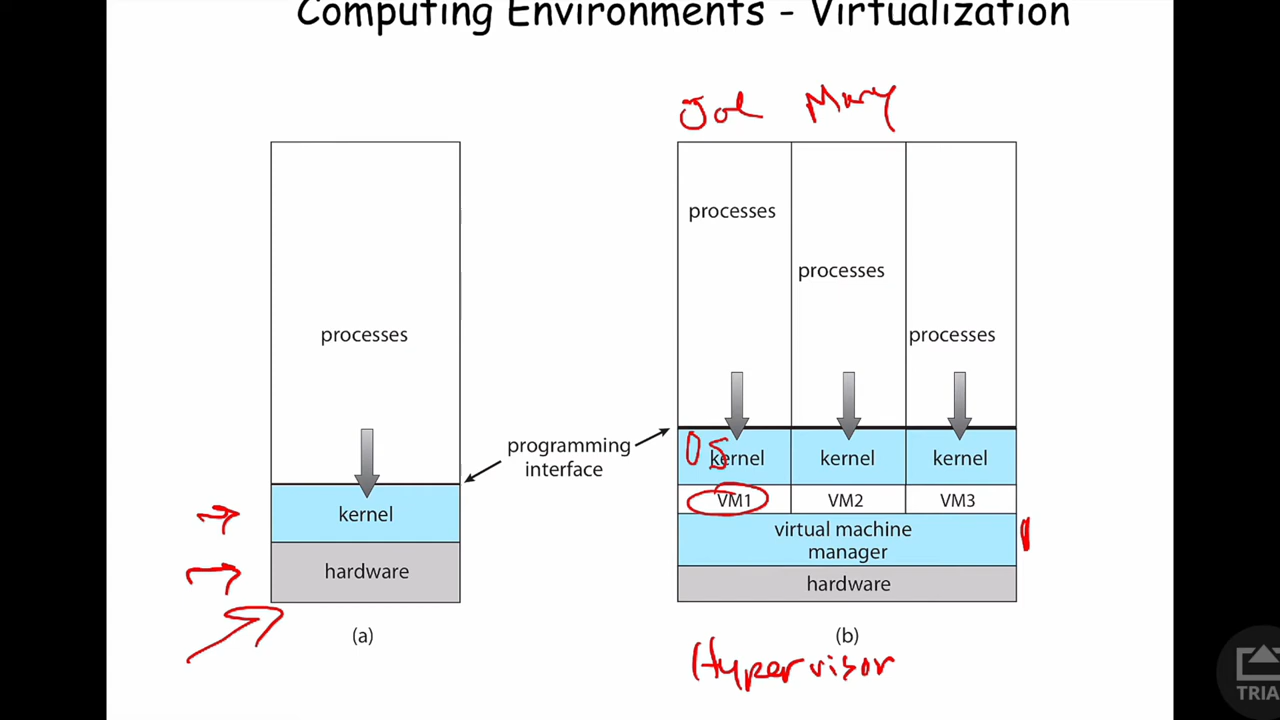 Computing Environments - Virtualization
Joe Mary
processes
processes
processes
processes
programming
interface
OS
kernel kernel kernel
VM1 VM2 VM3
kernel
virtual machine
manager
hardware
hardware
(a) (b)
Hypervisor
TRIA